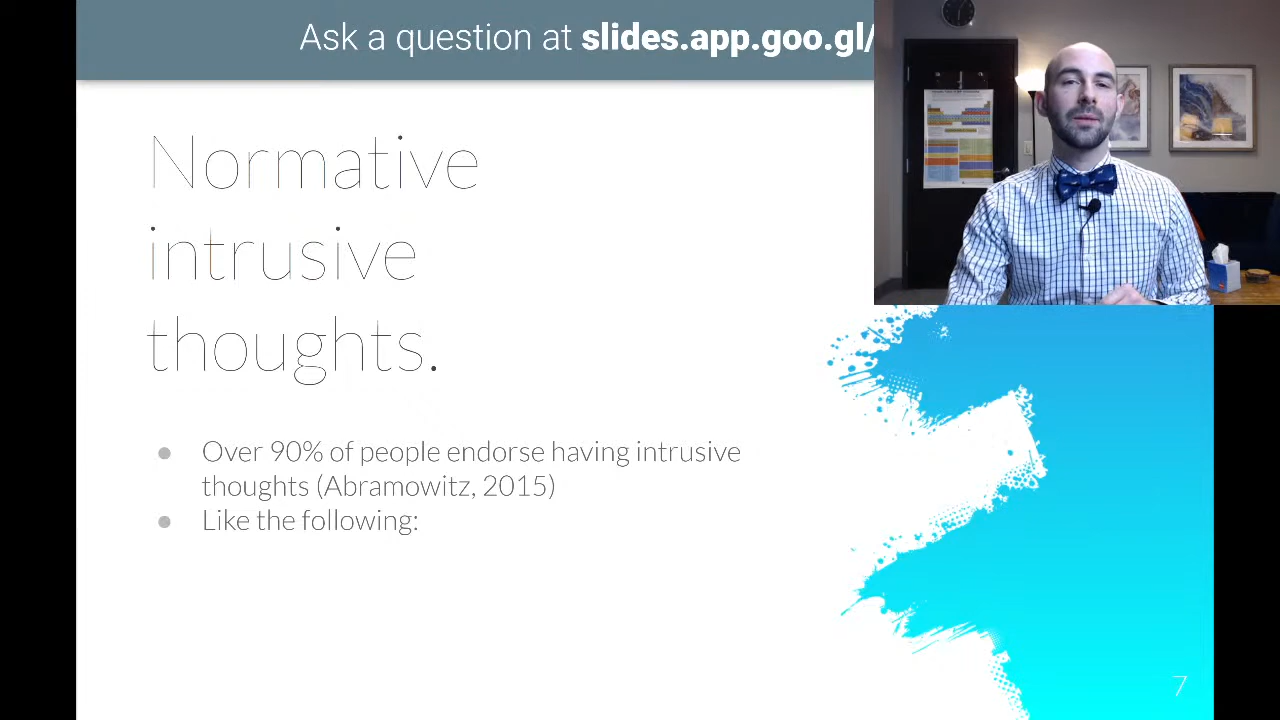 Ask a question at slides.app.goo.gl/
Normative
intrusive
thoughts.
● Over 90% of people endorse having intrusive
thoughts (Abramowitz, 2015)
● Like the following:
7